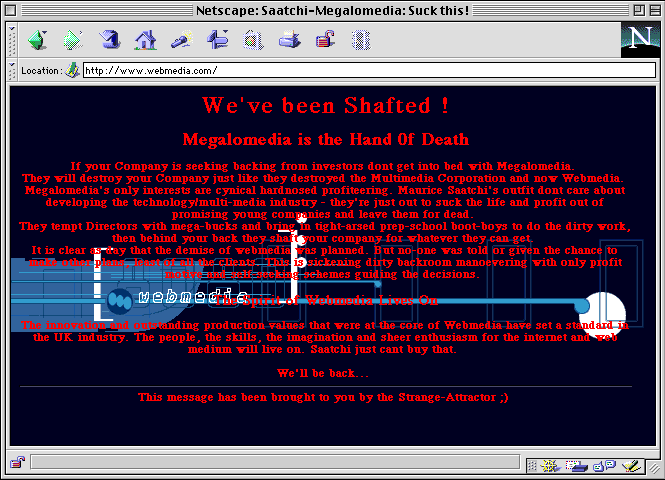 Netscape: Saatchi-Megalomedia: Suck this!
N
Location: http://www.webmedia.com/
We've been Shafted !
Megalomedia is the Hand 0f Death
If your Company is seeking backing from investors dont get into bed with Megalomedia.
They will destroy your Company just like they destroyed the Multimedia Corporation and now Webmedia.
Megalomedia's only interests are cynical hardnosed profiteering. Maurice Saatchi's outfit dont care about
developing the technology/multi-media industry - they're just out to suck the life and profit out of
promising young companies and leave them for dead.
They tempt Directors with mega-bucks and bring in tight-arsed prep-school boot-boys to do the dirty work,
then behind your back they shaft your company for whatever they can get.
It is clear as day that the demise of webmedia was planned. But no-one was told or given the chance to
make other plans, least of all the clients. This is sickening dirty backroom manoevering with only profit
motive and self-seeking schemes guiding the decisions.
webmedia
The Spirit of Webmedia Lives On
The innovation and outstanding production values that were at the core of Webmedia have set a standard in
the UK industry. The people, the skills, the imagination and sheer enthusiasm for the internet and web
medium will live on. Saatchi just cant buy that.
We'll be back...
This message has been brought to you by the Strange-Attractor ;)